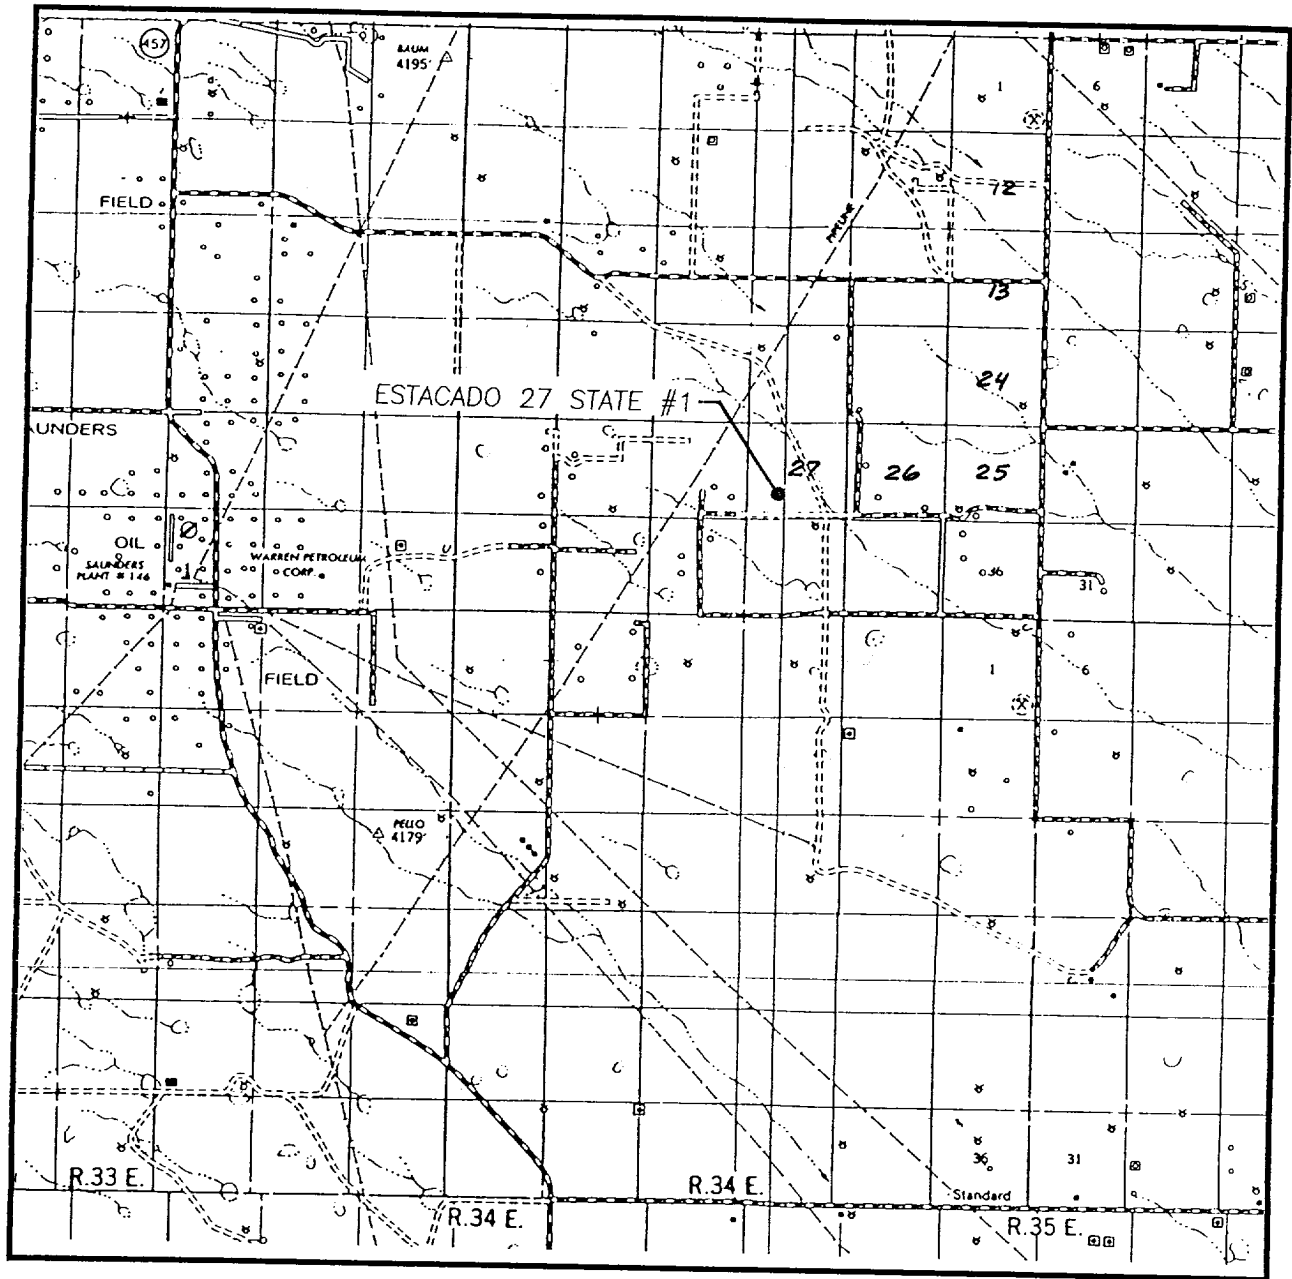 457
BAUM
4195'
1
6
FIELD
12
PIPELINE
13
24
ESTACADO 27 STATE #1
AUNDERS
27
26
25
OIL
SAUNDERS
PLANT # 146
1
WARREN PETROLEUM
CORP.
36
31
FIELD
1
6
PELLO
4179'
36
31
R.33 E.
R.34 E.
Standard
R.34 E.
R.35 E.